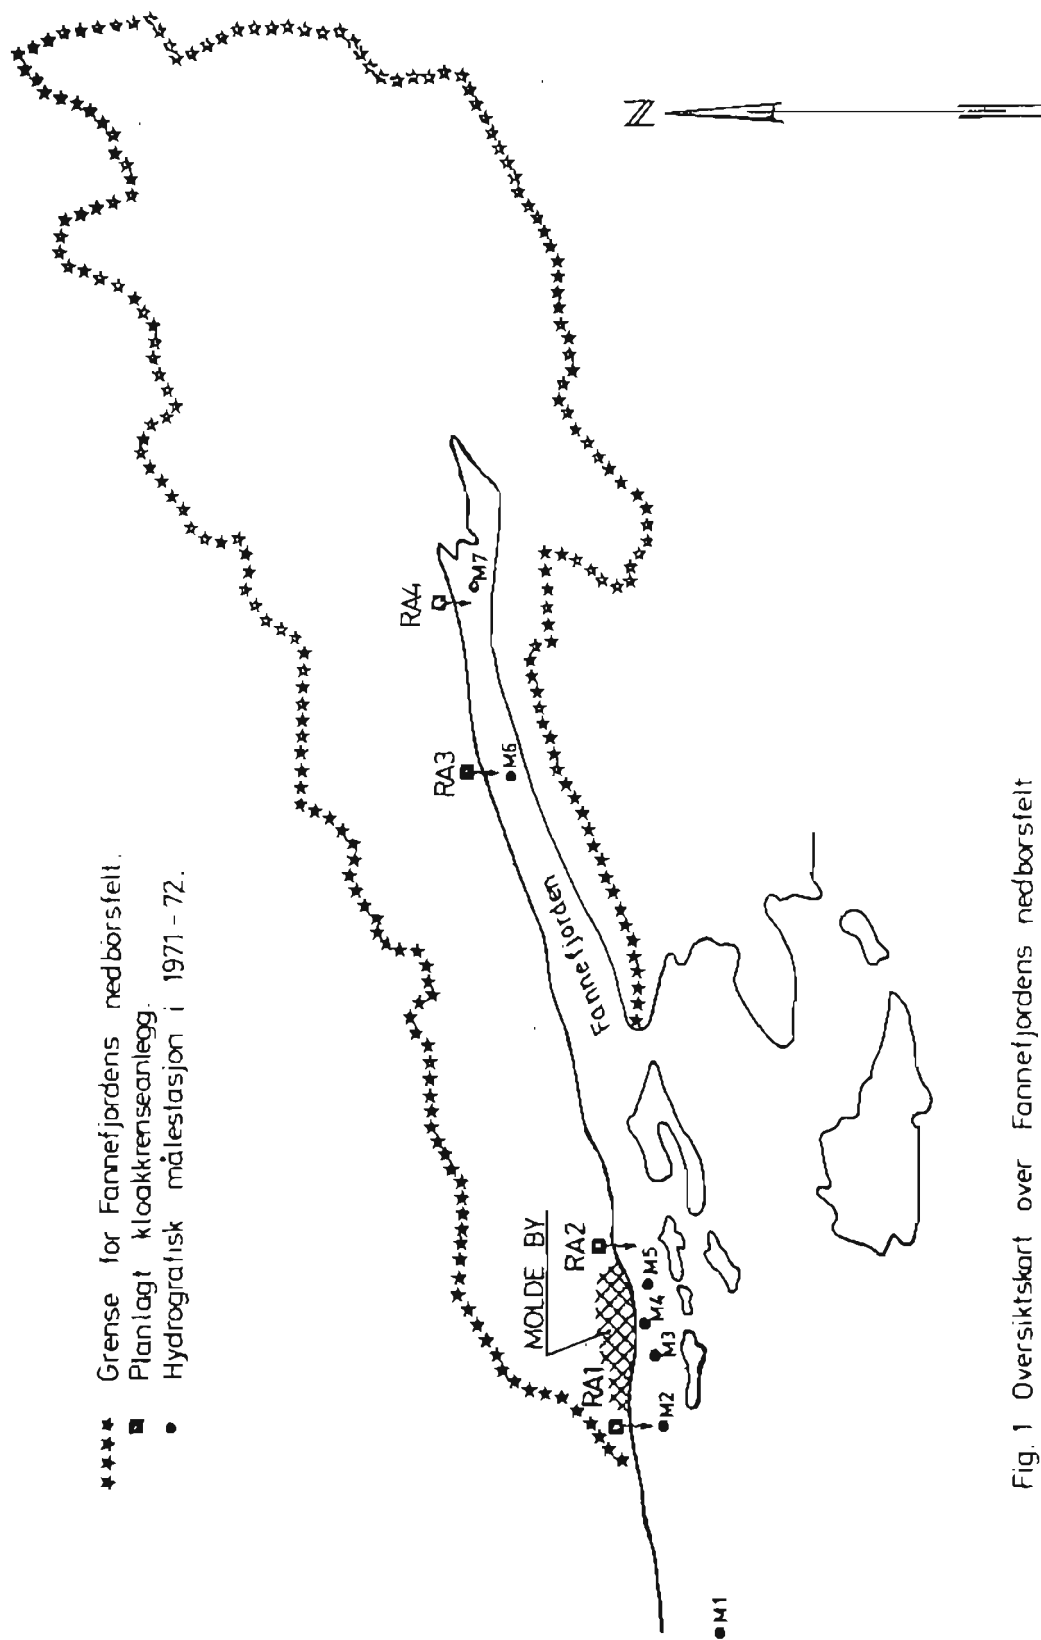 ★★★★ Grense for Fannefjordens nedbørsfelt.
Planlagt kloakkrenseanlegg.
Hydrografisk målestasjon i 1971-72.
N
RA4
M7
RA3
M6
Fannefjorden
MOLDE BY
RA2
RA1
M5
M4
M3
M2
M1
Fig. 1 Oversiktskart over Fannefjordens nedbørsfelt